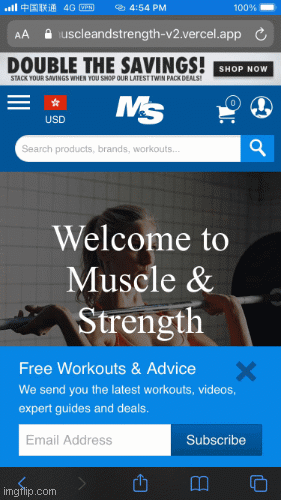 中国联通 4G VPN 4:54 PM 100%
AA uscleandstrength-v2.vercel.app
DOUBLE THE SAVINGS!
STACK YOUR SAVINGS WHEN YOU SHOP OUR LATEST TWIN PACK DEALS!
SHOP NOW
USD
MS
0
Search products, brands, workouts...
Welcome to
Muscle &
Strength
Free Workouts & Advice
We send you the latest workouts, videos,
expert guides and deals.
Email Address
Subscribe
imgflip.com